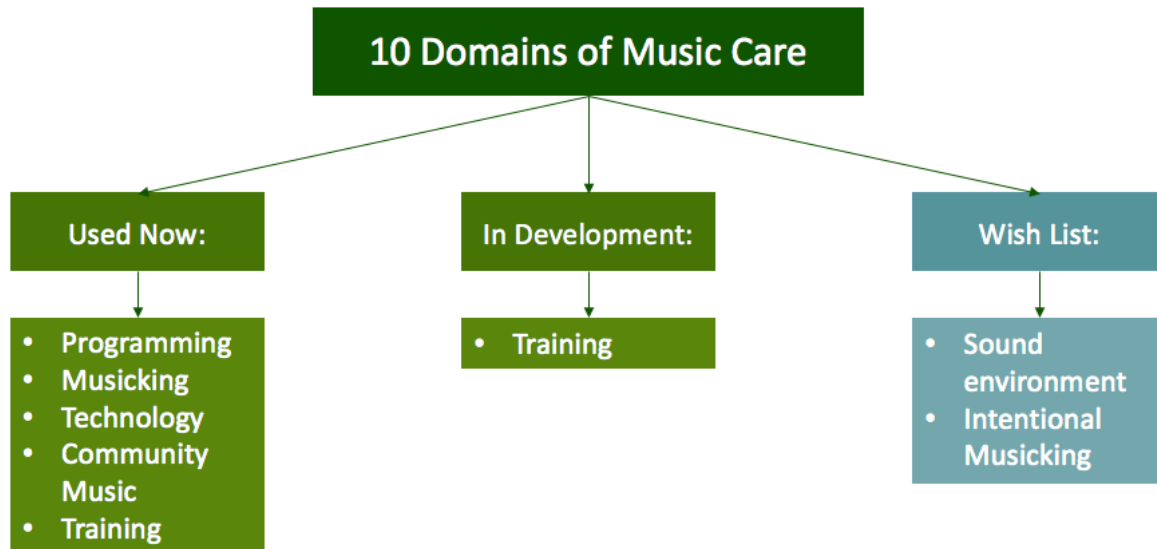 10 Domains of Music Care
Used Now:
• Programming
• Musicking
• Technology
• Community
Music
• Training
In Development:
• Training
Wish List:
• Sound
environment
• Intentional
Musicking